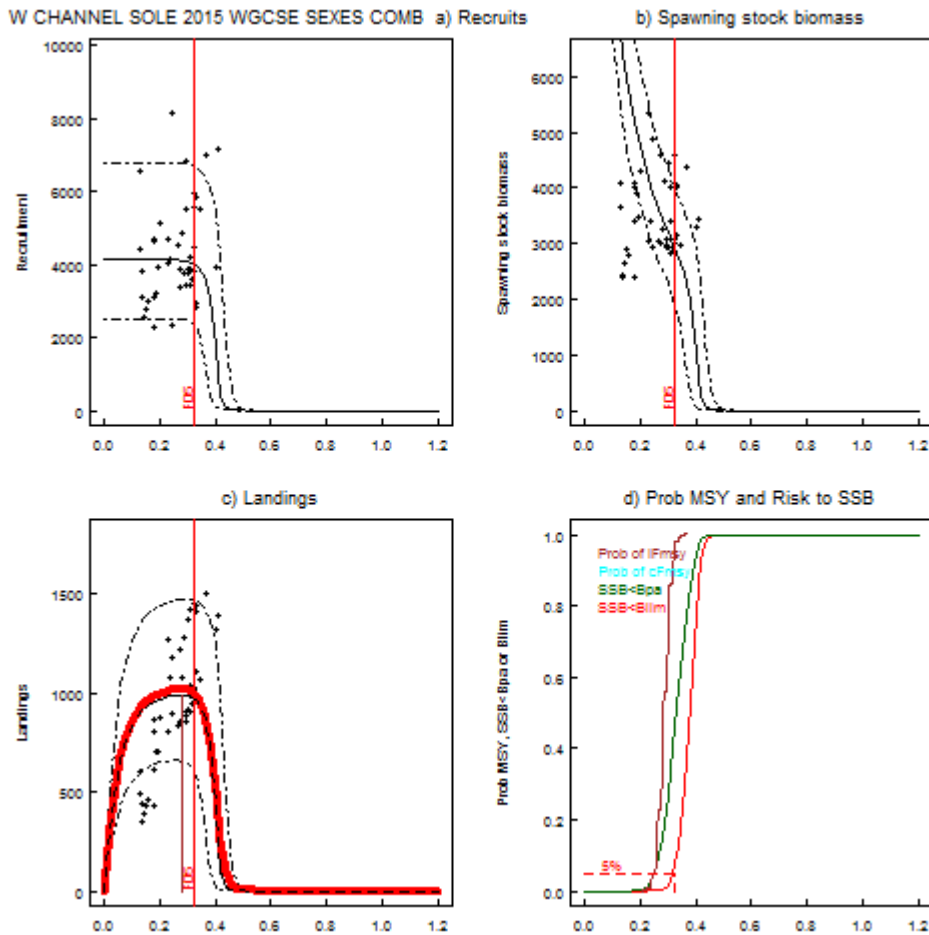 W CHANNEL SOLE 2015 WGCSE SEXES COMB a) Recruits
b) Spawning stock biomass
Recruitment
10000
8000
6000
4000
2000
0
F05
0.0 0.2 0.4 0.6 0.8 1.0 1.2
Spawning stock biomass
6000
5000
4000
3000
2000
1000
0
F05
0.0 0.2 0.4 0.6 0.8 1.0 1.2
c) Landings
d) Prob MSY and Risk to SSB
Landings
1500
1000
500
0
F05
0.0 0.2 0.4 0.6 0.8 1.0 1.2
Prob MSY, SSB<Bpa or Blim
1.0
0.8
0.6
0.4
0.2
0.0
Prob of lFmsy
Prob of cFmsy
SSB<Bpa
SSB<Blim
5%
0.0 0.2 0.4 0.6 0.8 1.0 1.2